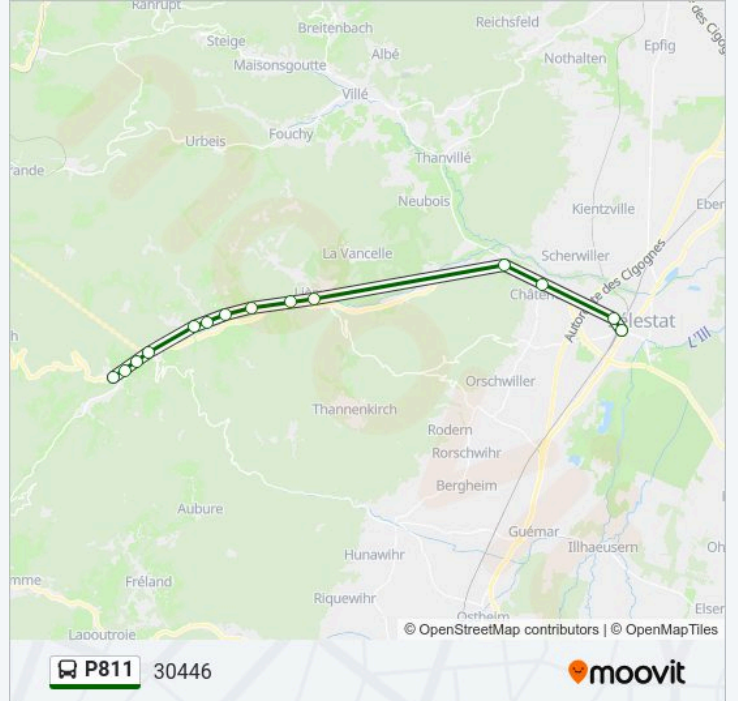 Ranrupt
Breitenbach
Reichsfeld
Steige
Albé
Epfig
Maisonsgoutte
Nothalten
Villé
Fouchy
Urbeis
Thanvillé
Neubois
Kientzville
La Vancelle
Scherwiller
Autoroute des Cigognes
L'Ill
Orschwiller
Thannenkirch
Rodern
Rorschwihr
Bergheim
Aubure
Guémar
Illhaeusern
Hunawihr
Fréland
Riquewihr
Ostheim
Lapoutroie
© OpenStreetMap contributors | © OpenMapTiles
P811 30446
moovit